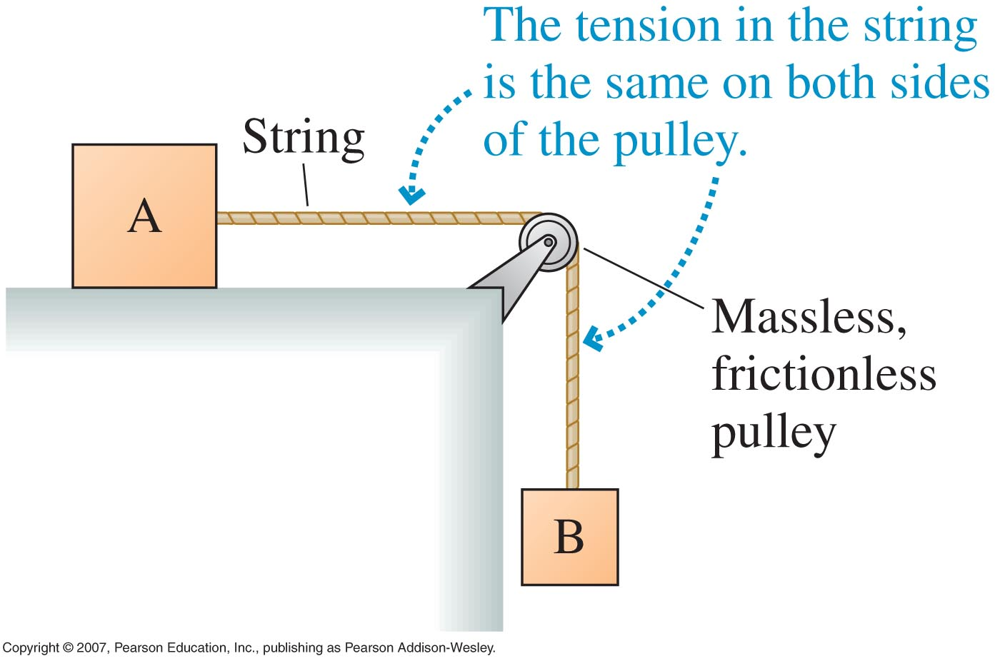 The tension in the string
is the same on both sides
of the pulley.
String
A
Massless,
frictionless
pulley
B
Copyright © 2007, Pearson Education, Inc., publishing as Pearson Addison-Wesley.